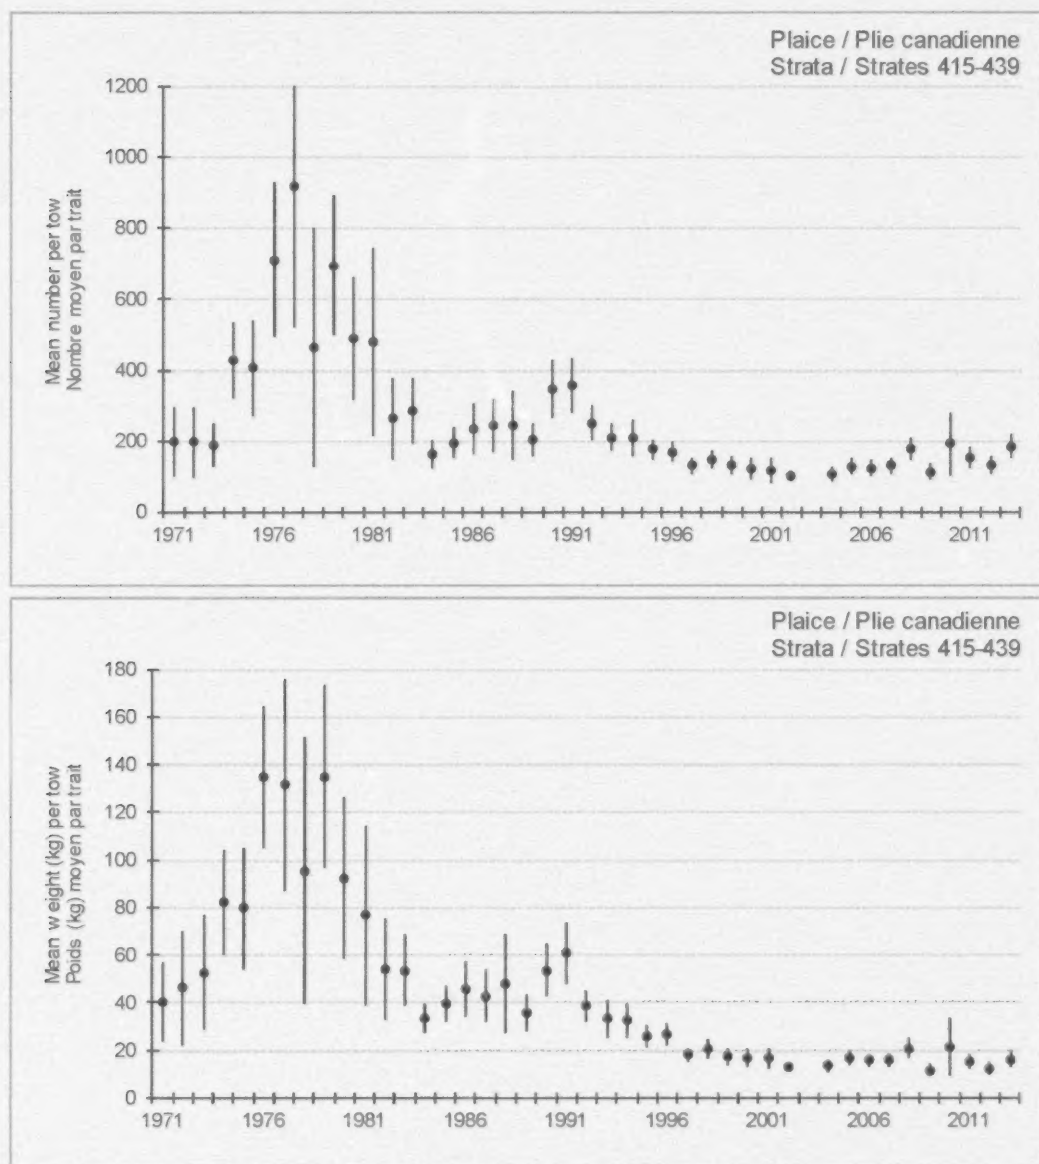 Plaice / Plie canadienne
Strata / Strates 415-439
Mean number per tow
Nombre moyen par trait
1200
1000
800
600
400
200
0
1971 1976 1981 1986 1991 1996 2001 2006 2011
Plaice / Plie canadienne
Strata / Strates 415-439
Mean weight (kg) per tow
Poids (kg) moyen par trait
180
160
140
120
100
80
60
40
20
0
1971 1976 1981 1986 1991 1996 2001 2006 2011